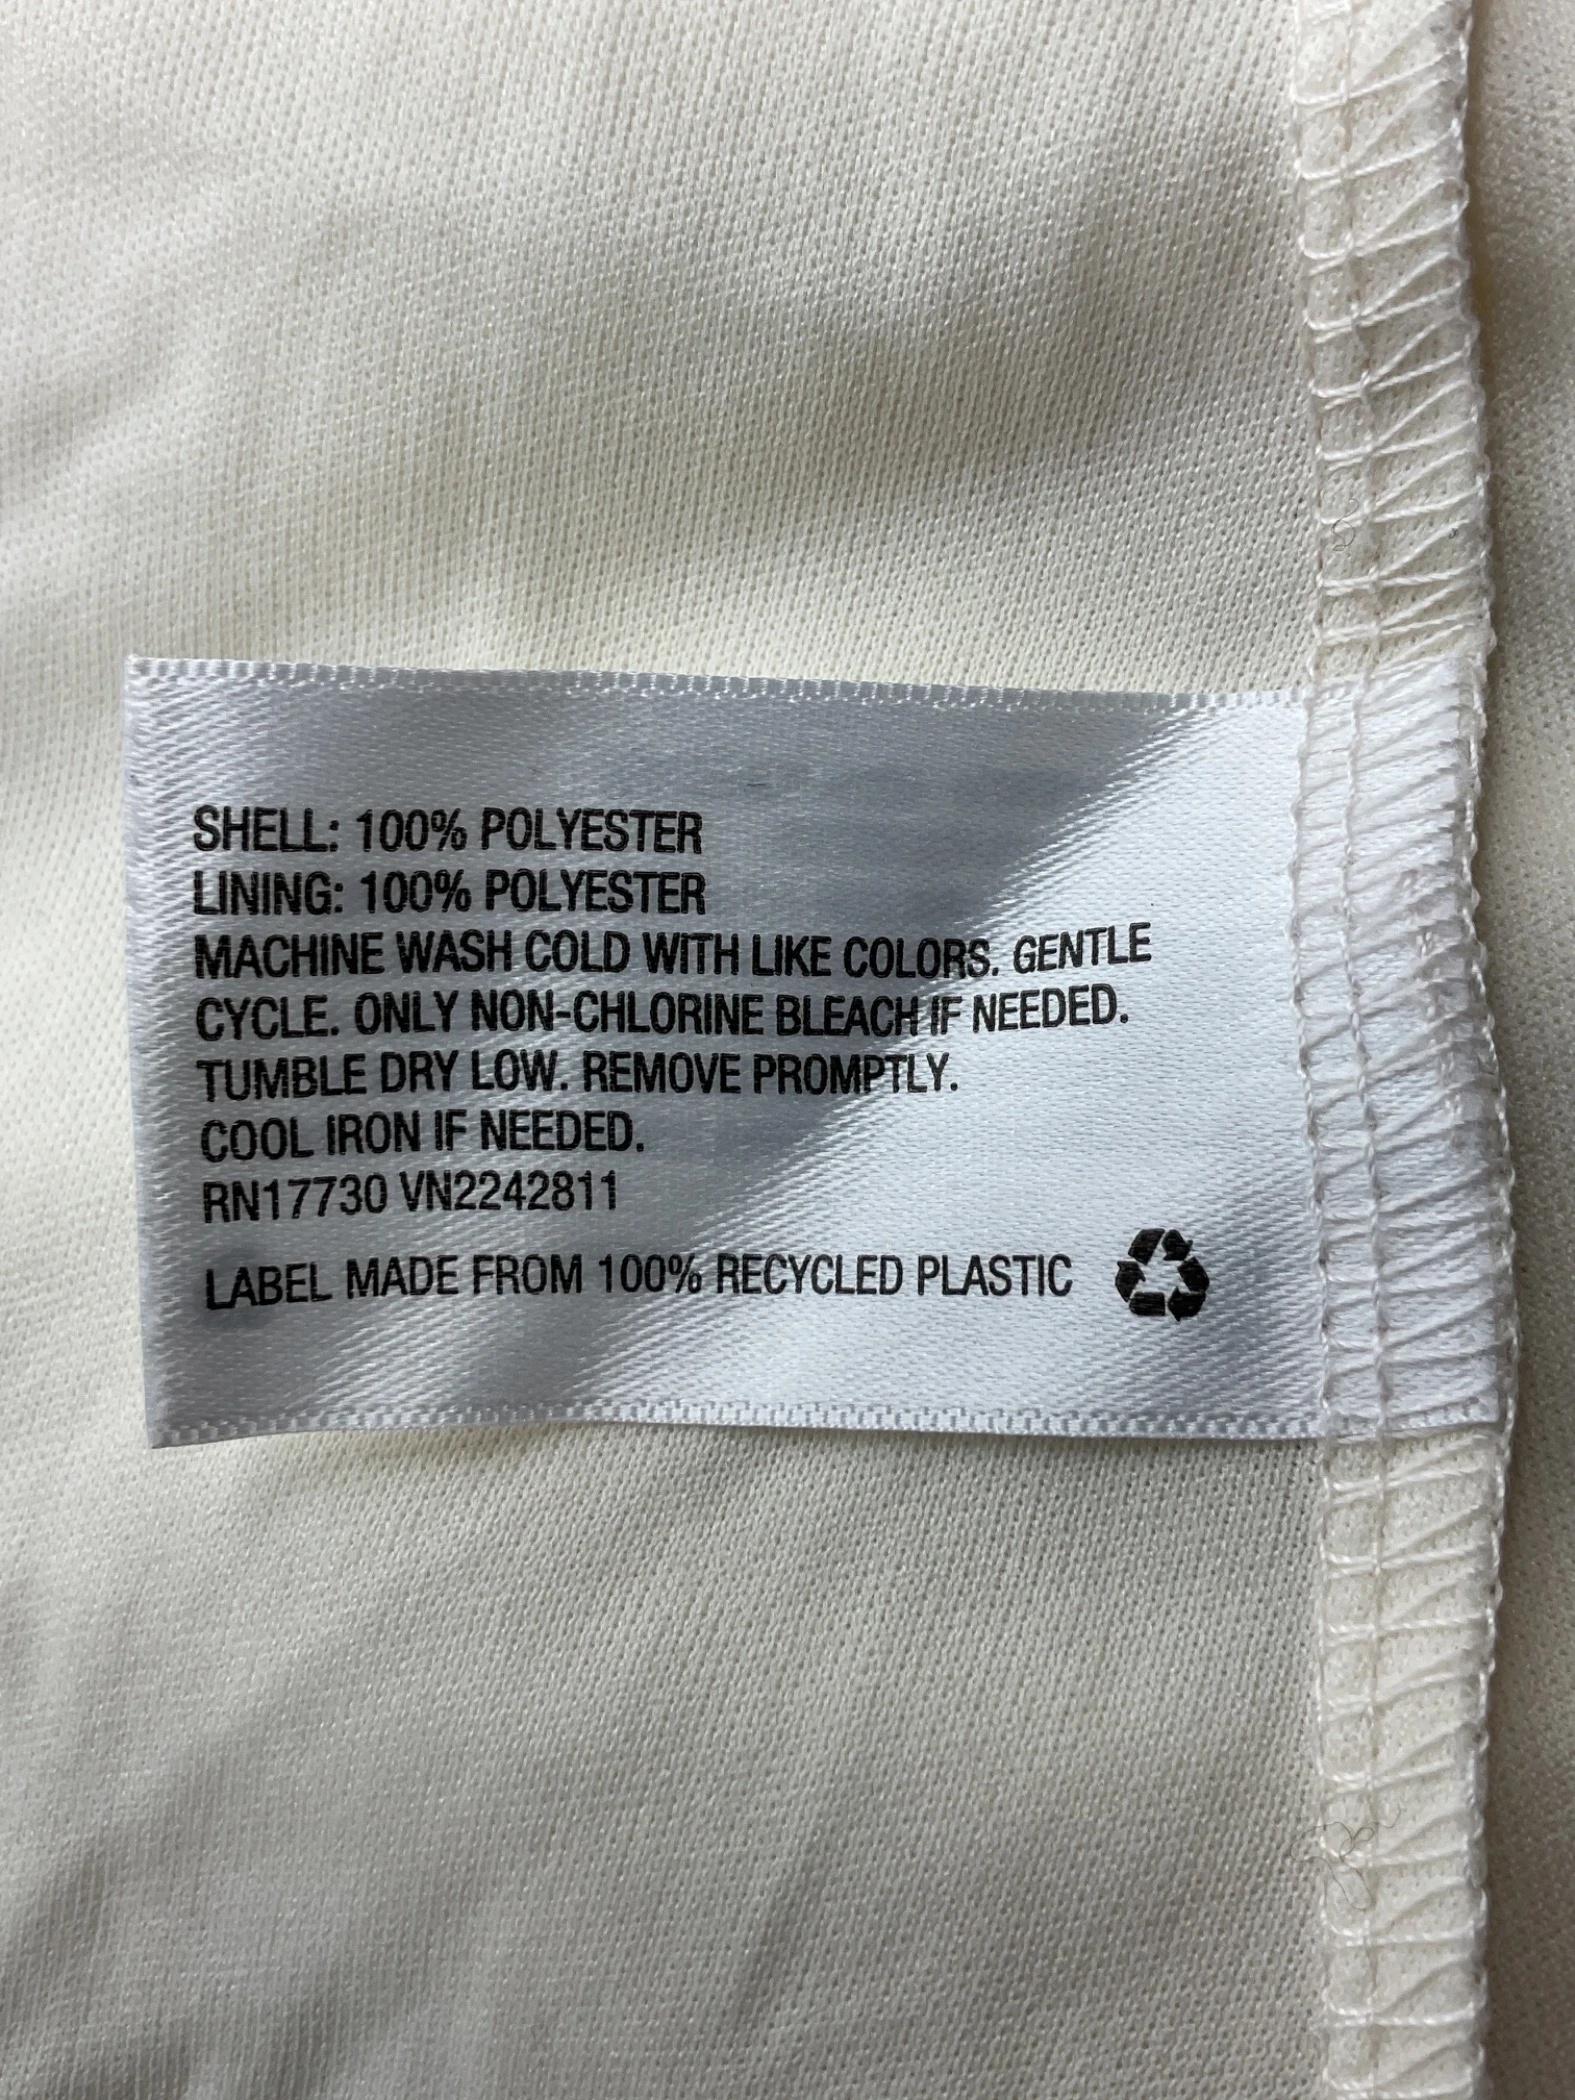 SHELL: 100% POLYESTER
LINING: 100% POLYESTER
MACHINE WASH COLD WITH LIKE COLORS. GENTLE
CYCLE. ONLY NON-CHLORINE BLEACH IF NEEDED.
TUMBLE DRY LOW. REMOVE PROMPTLY.
COOL IRON IF NEEDED.
RN17730 VN2242811
LABEL MADE FROM 100% RECYCLED PLASTIC